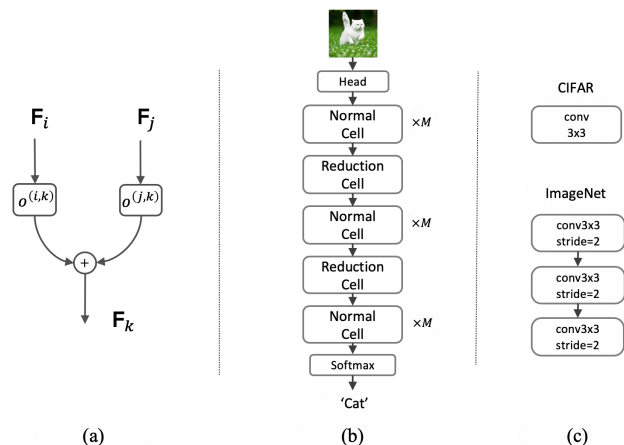 F_i F_j
o^(i,k) o^(j,k)
+
F_k
(a)
Head
Normal
Cell
×M
Reduction
Cell
Normal
Cell
×M
Reduction
Cell
Normal
Cell
×M
Softmax
‘Cat’
(b)
CIFAR
conv
3x3
ImageNet
conv3x3
stride=2
conv3x3
stride=2
conv3x3
stride=2
(c)